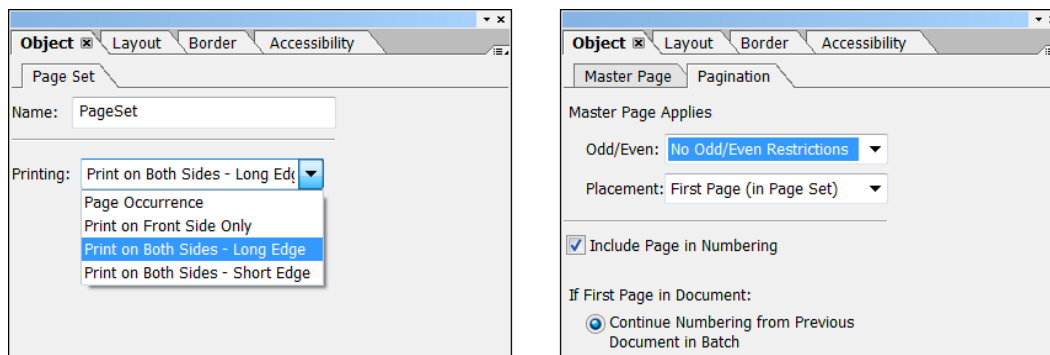 Object Layout Border Accessibility
Page Set
Name: PageSet
Printing: Print on Both Sides - Long Ed
Page Occurrence
Print on Front Side Only
Print on Both Sides - Long Edge
Print on Both Sides - Short Edge
Object Layout Border Accessibility
Master Page Pagination
Master Page Applies
Odd/Even: No Odd/Even Restrictions
Placement: First Page (in Page Set)
Include Page in Numbering
If First Page in Document:
Continue Numbering from Previous
Document in Batch